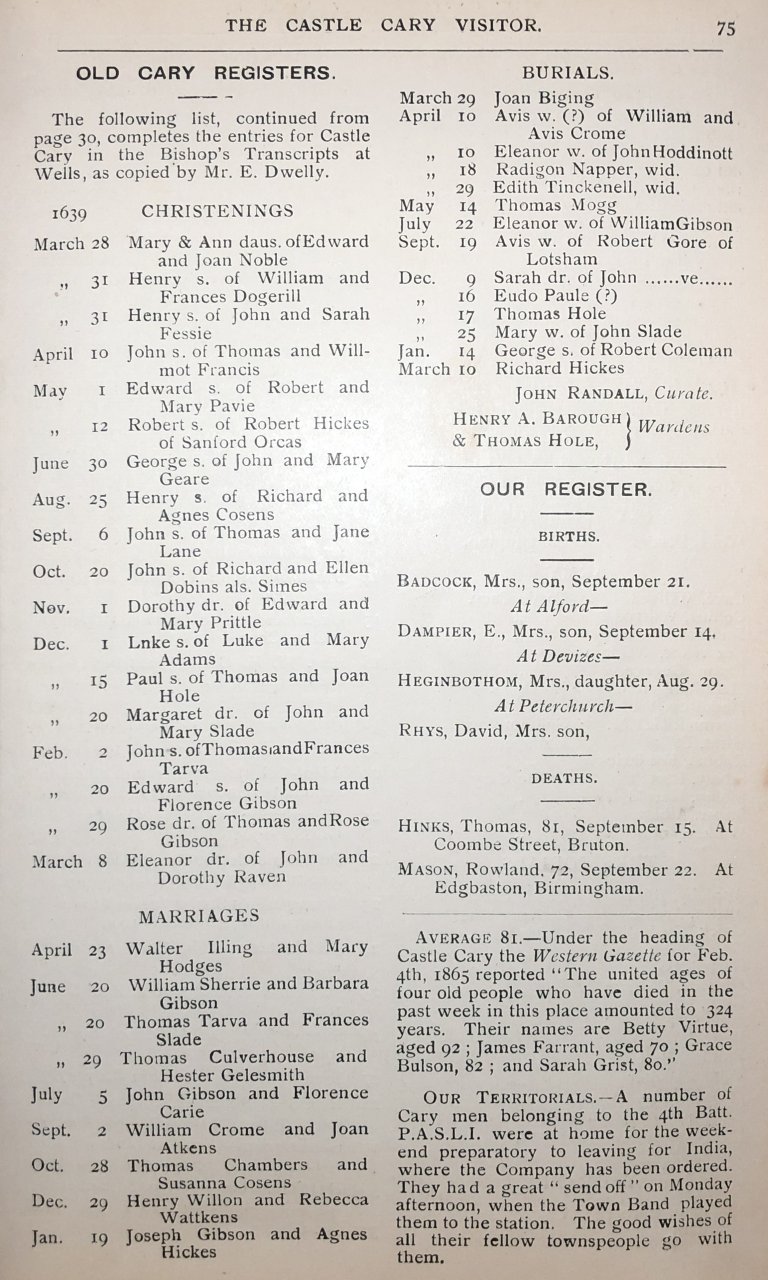 THE CASTLE CARY VISITOR.
75
OLD CARY REGISTERS.
The following list, continued from
page 30, completes the entries for Castle
Cary in the Bishop's Transcripts at
Wells, as copied by Mr. E. Dwelly.
1639 CHRISTENINGS
March 28 Mary & Ann daus. of Edward
and Joan Noble
„ 31 Henry s. of William and
Frances Dogerill
„ 31 Henry s. of John and Sarah
Fessie
April 10 John s. of Thomas and Will-
mot Francis
May 1 Edward s. of Robert and
Mary Pavie
„ 12 Robert s. of Robert Hickes
of Sanford Orcas
June 30 George s. of John and Mary
Geare
Aug. 25 Henry s. of Richard and
Agnes Cosens
Sept. 6 John s. of Thomas and Jane
Lane
Oct. 20 John s. of Richard and Ellen
Dobins als. Simes
Nov. 1 Dorothy dr. of Edward and
Mary Prittle
Dec. 1 Lnke s. of Luke and Mary
Adams
„ 15 Paul s. of Thomas and Joan
Hole
„ 20 Margaret dr. of John and
Mary Slade
Feb. 2 John s. of Thomas and Frances
Tarva
„ 20 Edward s. of John and
Florence Gibson
„ 29 Rose dr. of Thomas and Rose
Gibson
March 8 Eleanor dr. of John and
Dorothy Raven
MARRIAGES
April 23 Walter Illing and Mary
Hodges
June 20 William Sherrie and Barbara
Gibson
„ 20 Thomas Tarva and Frances
Slade
„ 29 Thomas Culverhouse and
Hester Gelesmith
July 5 John Gibson and Florence
Carie
Sept. 2 William Crome and Joan
Atkens
Oct. 28 Thomas Chambers and
Susanna Cosens
Dec. 29 Henry Willon and Rebecca
Wattkens
Jan. 19 Joseph Gibson and Agnes
Hickes
BURIALS.
March 29 Joan Biging
April 10 Avis w. (?) of William and
Avis Crome
„ 10 Eleanor w. of John Hoddinott
„ 18 Radigon Napper, wid.
„ 29 Edith Tinckenell, wid.
May 14 Thomas Mogg
July 22 Eleanor w. of William Gibson
Sept. 19 Avis w. of Robert Gore of
Lotsham
Dec. 9 Sarah dr. of John ......ve......
„ 16 Eudo Paule (?)
„ 17 Thomas Hole
„ 25 Mary w. of John Slade
Jan. 14 George s. of Robert Coleman
March 10 Richard Hickes
JOHN RANDALL, Curate.
HENRY A. BAROUGH } Wardens
& THOMAS HOLE,
OUR REGISTER.
BIRTHS.
BADCOCK, Mrs., son, September 21.
At Alford—
DAMPIER, E., Mrs., son, September 14.
At Devizes—
HEGINBOTHOM, Mrs., daughter, Aug. 29.
At Peterchurch—
RHYS, David, Mrs. son,
DEATHS.
HINKS, Thomas, 81, September 15. At
Coombe Street, Bruton.
MASON, Rowland, 72, September 22. At
Edgbaston, Birmingham.
AVERAGE 81.—Under the heading of
Castle Cary the Western Gazette for Feb.
4th, 1865 reported "The united ages of
four old people who have died in the
past week in this place amounted to 324
years. Their names are Betty Virtue,
aged 92 ; James Farrant, aged 70 ; Grace
Bulson, 82 ; and Sarah Grist, 80."
OUR TERRITORIALS.—A number of
Cary men belonging to the 4th Batt.
P.A.S.L.I. were at home for the week-
end preparatory to leaving for India,
where the Company has been ordered.
They had a great "send off" on Monday
afternoon, when the Town Band played
them to the station. The good wishes of
all their fellow townspeople go with
them.